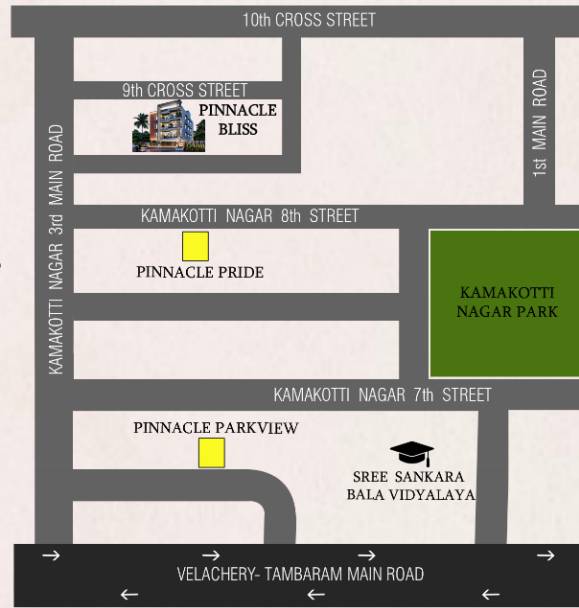 10th CROSS STREET
9th CROSS STREET
PINNACLE
BLISS
1st MAIN ROAD
KAMAKOTTI NAGAR 3rd MAIN ROAD
KAMAKOTTI NAGAR 8th STREET
PINNACLE PRIDE
KAMAKOTTI
NAGAR PARK
KAMAKOTTI NAGAR 7th STREET
PINNACLE PARKVIEW
SREE SANKARA
BALA VIDYALAYA
VELACHERY- TAMBARAM MAIN ROAD